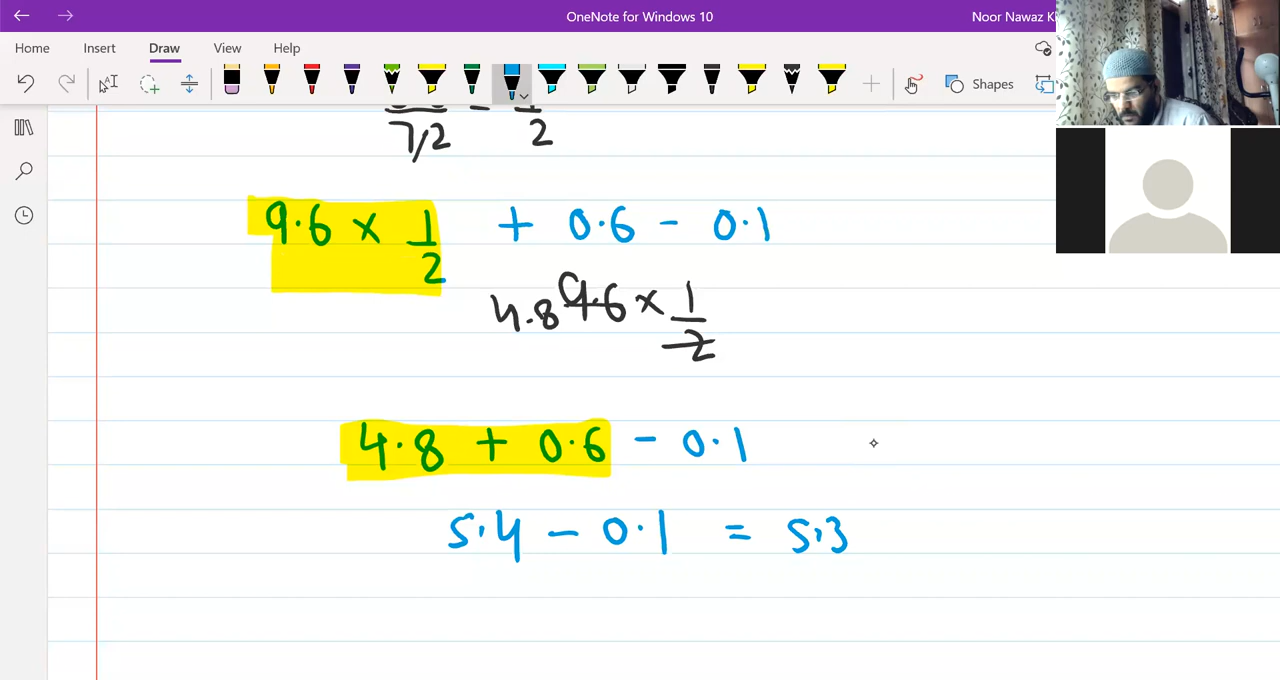 OneNote for Windows 10
Noor Nawaz
Home Insert Draw View Help
Shapes
7/2 = 1/2
9.6 × 1/2 + 0.6 - 0.1
4.8 9.6 × 1/2
4.8 + 0.6 - 0.1
5.4 - 0.1 = 5.3